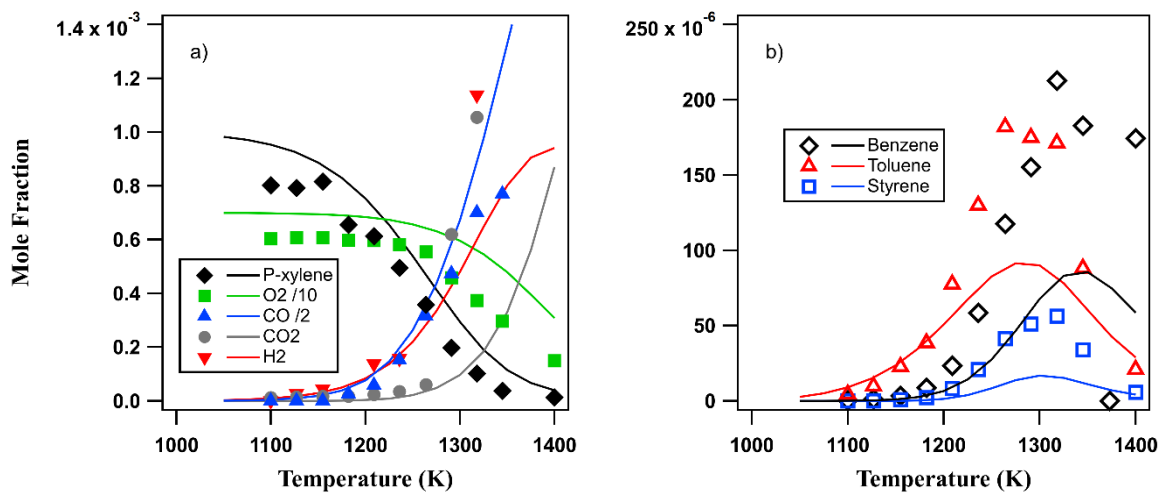 1.4 x 10-3
a)
1.2
1.0
0.8
0.6
0.4
0.2
0.0
Mole Fraction
P-xylene
O2 /10
CO /2
CO2
H2
1000
1100
1200
1300
1400
Temperature (K)
250 x 10-6
b)
200
150
100
50
0
Benzene
Toluene
Styrene
1000
1100
1200
1300
1400
Temperature (K)